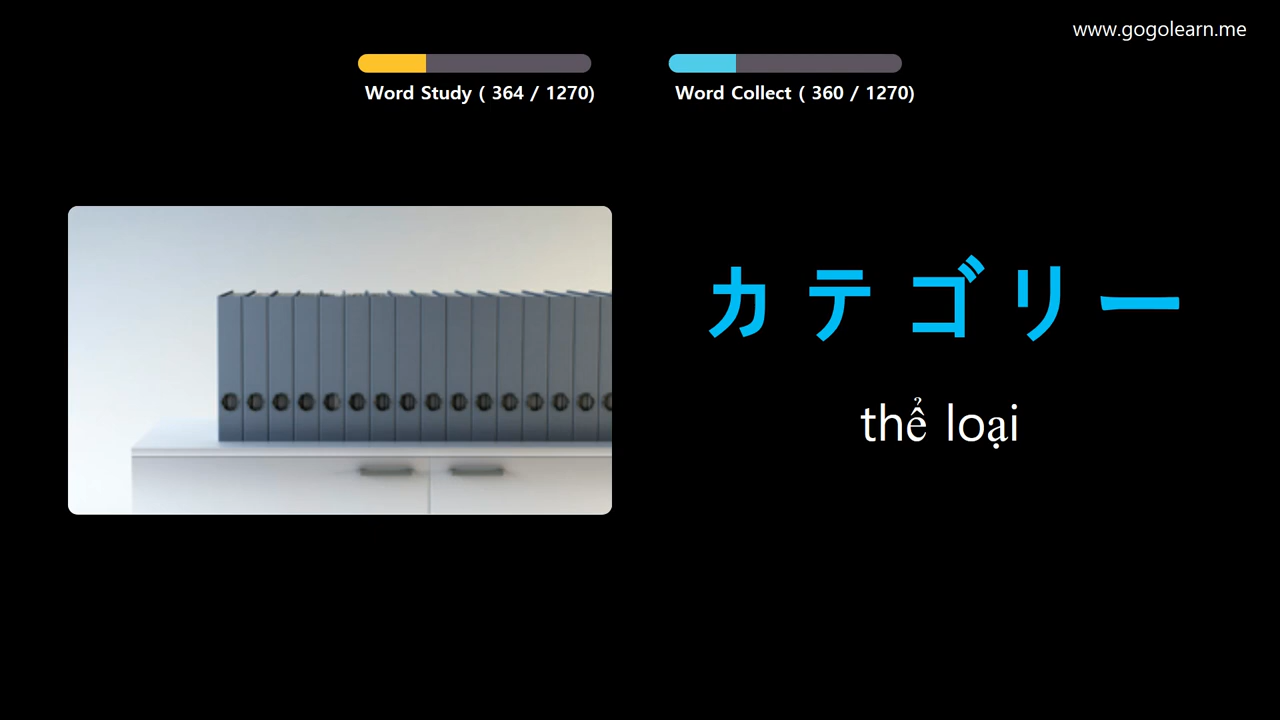 www.gogolearn.me
Word Study ( 364 / 1270)
Word Collect ( 360 / 1270)
カテゴリー
thể loại